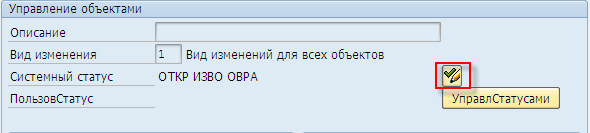 Управление объектами
Описание
Вид изменения 1 Вид изменений для всех объектов
Системный статус ОТКР ИЗВО ОВРА
ПользовСтатус УправлСтатусами